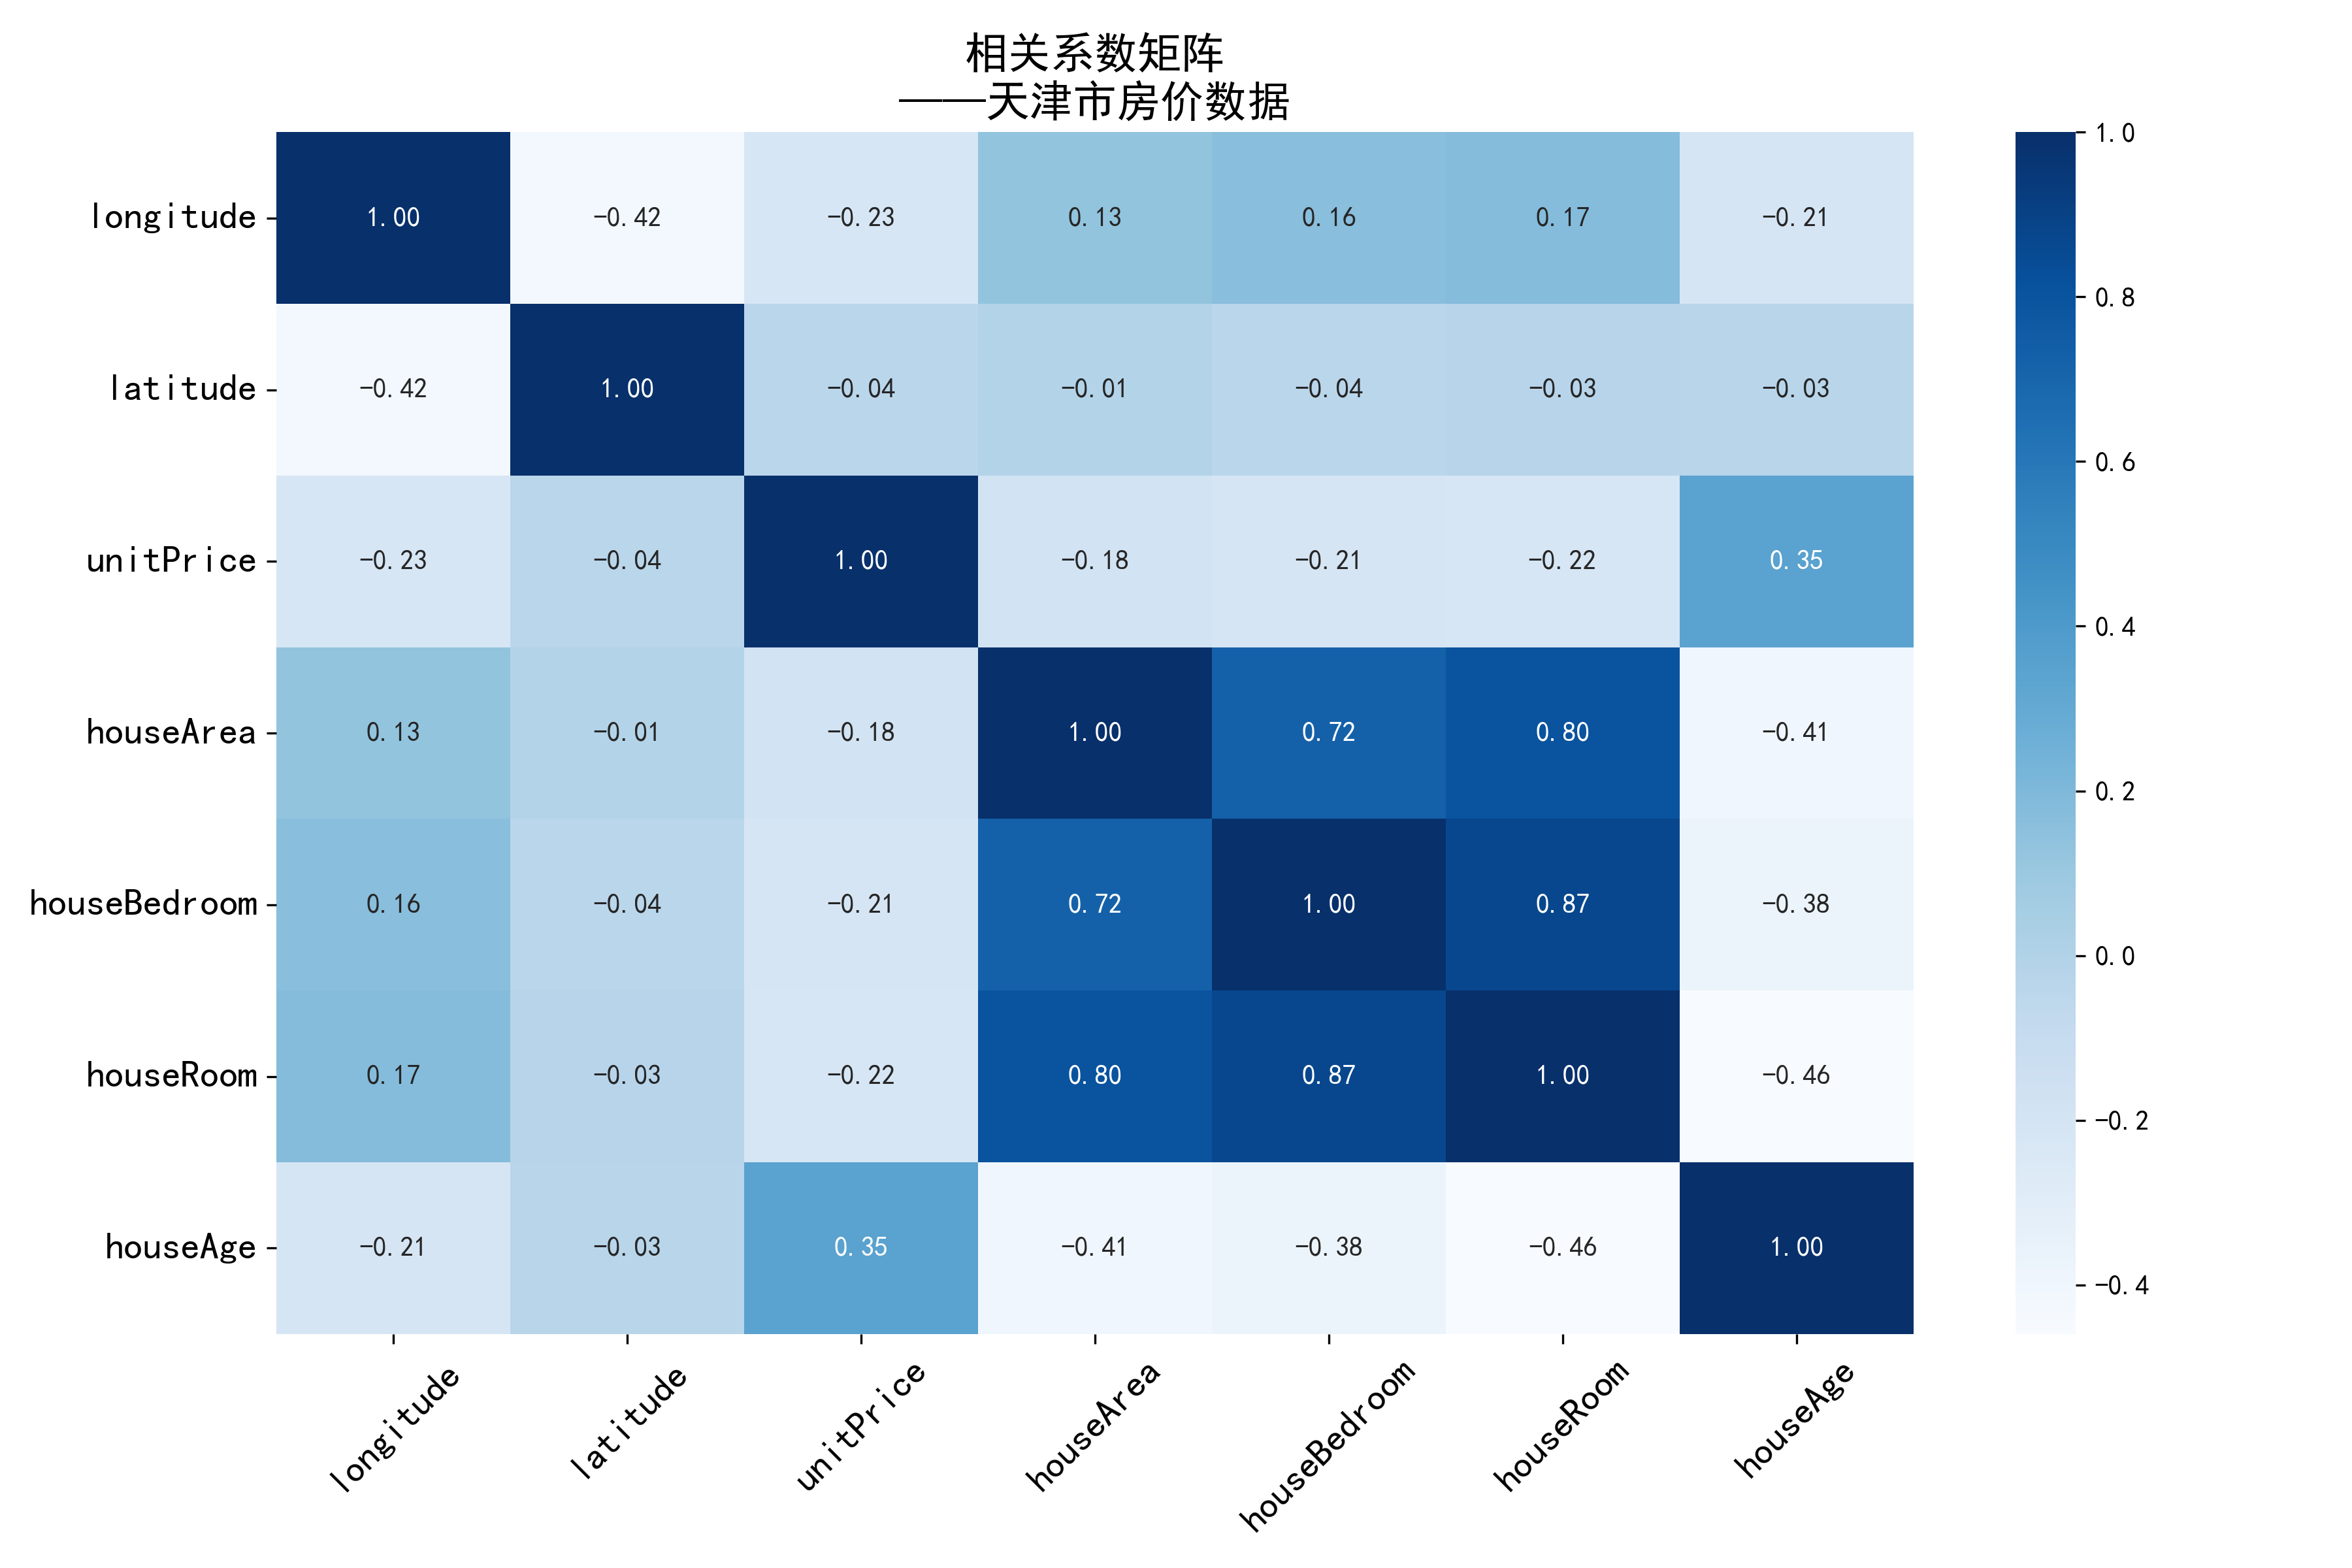 相关系数矩阵
——天津市房价数据
longitude 1.00 -0.42 -0.23 0.13 0.16 0.17 -0.21
latitude -0.42 1.00 -0.04 -0.01 -0.04 -0.03 -0.03
unitPrice -0.23 -0.04 1.00 -0.18 -0.21 -0.22 0.35
houseArea 0.13 -0.01 -0.18 1.00 0.72 0.80 -0.41
houseBedroom 0.16 -0.04 -0.21 0.72 1.00 0.87 -0.38
houseRoom 0.17 -0.03 -0.22 0.80 0.87 1.00 -0.46
houseAge -0.21 -0.03 0.35 -0.41 -0.38 -0.46 1.00
longitude latitude unitPrice houseArea houseBedroom houseRoom houseAge
1.0
0.8
0.6
0.4
0.2
0.0
-0.2
-0.4